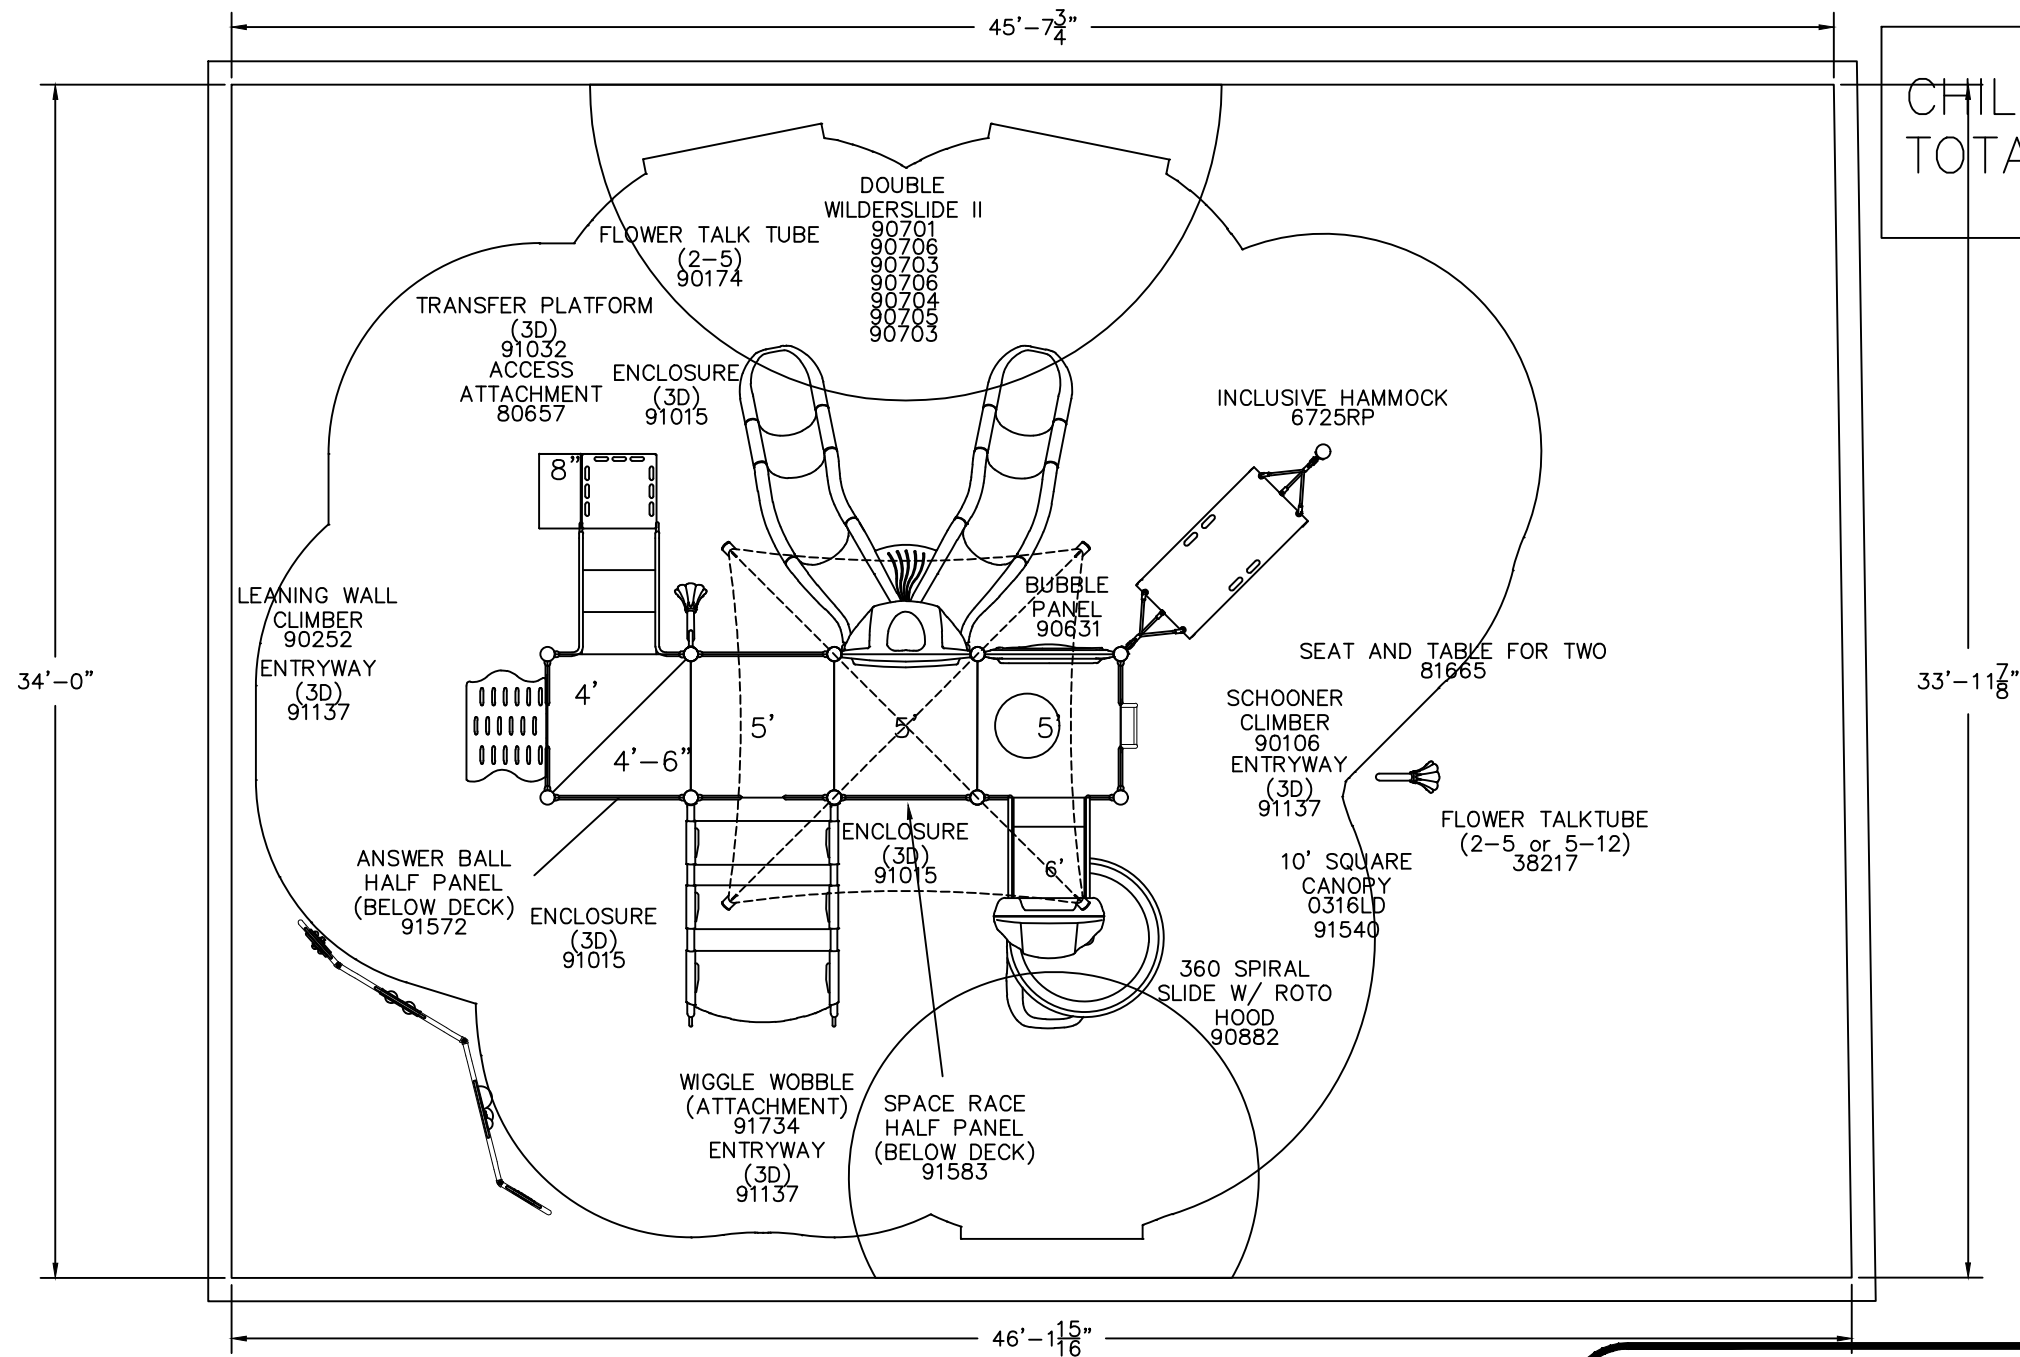 45'-7 3/4"
CHIL
TOTA
DOUBLE
WILDERSLIDE II
90701
90706
90703
90706
90704
90705
90703
FLOWER TALK TUBE
(2-5)
90174
TRANSFER PLATFORM
(3D)
91032
ACCESS
ATTACHMENT
80657
ENCLOSURE
(3D)
91015
INCLUSIVE HAMMOCK
6725RP
8"
LEANING WALL
CLIMBER
90252
ENTRYWAY
(3D)
91137
BUBBLE
PANEL
90631
SEAT AND TABLE FOR TWO
81665
34'-0"
33'-11 7/8"
4'
4'-6"
5'
5'
5'
SCHOONER
CLIMBER
90106
ENTRYWAY
(3D)
91137
FLOWER TALKTUBE
(2-5 or 5-12)
38217
ENCLOSURE
(3D)
91015
6'
10' SQUARE
CANOPY
0316LD
91540
ANSWER BALL
HALF PANEL
(BELOW DECK)
91572
ENCLOSURE
(3D)
91015
360 SPIRAL
SLIDE W/ ROTO
HOOD
90882
WIGGLE WOBBLE
(ATTACHMENT)
91734
ENTRYWAY
(3D)
91137
SPACE RACE
HALF PANEL
(BELOW DECK)
91583
46'-1 15/16"